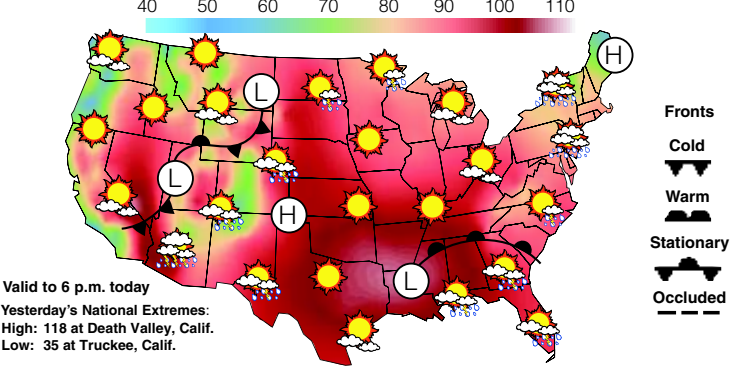 40 50 60 70 80 90 100 110
H
L
L
H
L
Fronts
Cold
Warm
Stationary
Occluded
Valid to 6 p.m. today
Yesterday's National Extremes:
High: 118 at Death Valley, Calif.
Low: 35 at Truckee, Calif.